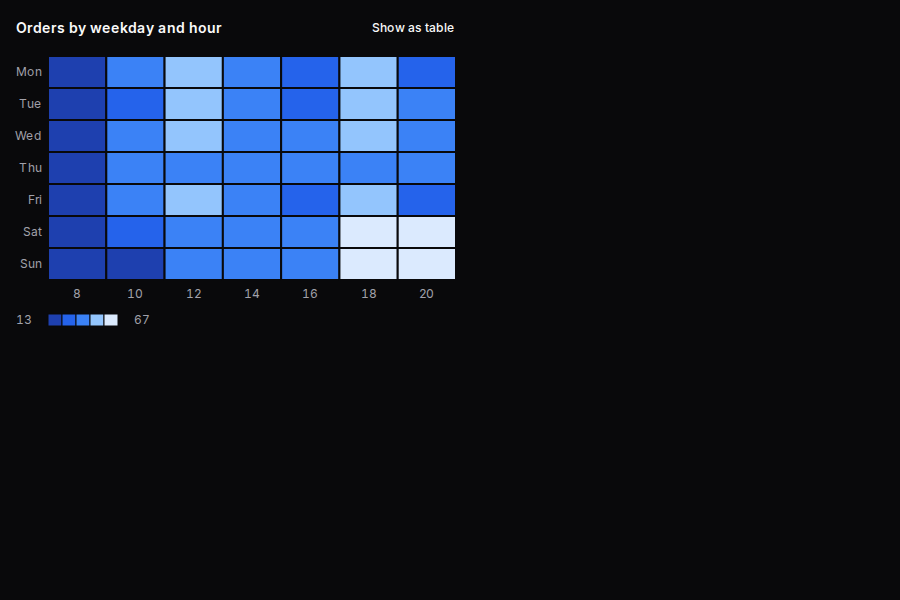 Orders by weekday and hour Show as table
Mon
Tue
Wed
Thu
Fri
Sat
Sun
8 10 12 14 16 18 20
13 67